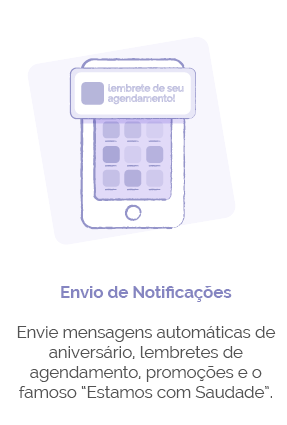 lembrete de seu
agendamento!
Envio de Notificações
Envie mensagens automáticas de
aniversário, lembretes de
agendamento, promoções e o
famoso “Estamos com Saudade”.